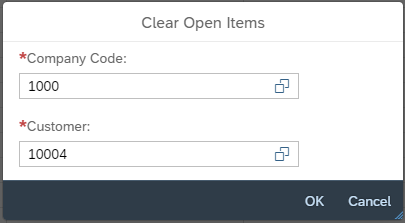 Clear Open Items
*Company Code:
1000
*Customer:
10004
OK Cancel